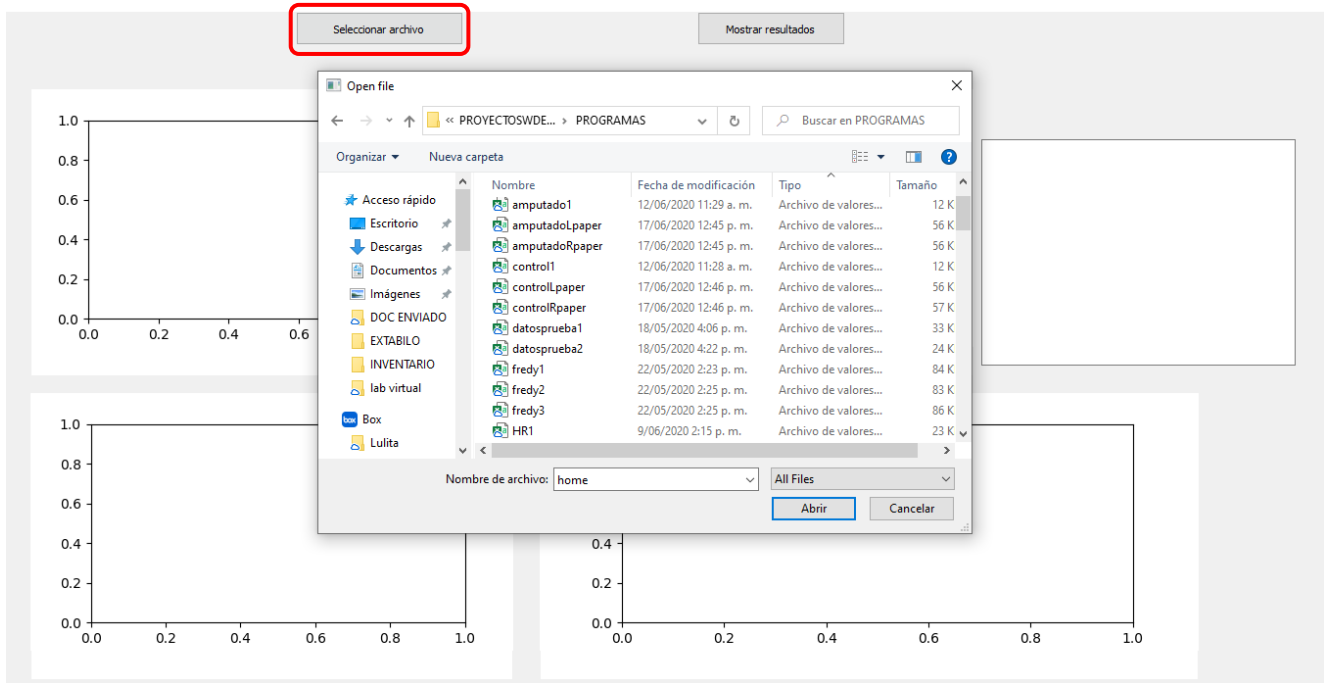 Seleccionar archivo
Mostrar resultados
Open file
« PROYECTOSWDE... › PROGRAMAS
Buscar en PROGRAMAS
Organizar
Nueva carpeta
?
Nombre Fecha de modificación Tipo Tamaño
Acceso rápido
Escritorio
Descargas
Documentos
Imágenes
DOC ENVIADO
EXTABILO
INVENTARIO
lab virtual
box Box
Lulita
amputado1 12/06/2020 11:29 a. m. Archivo de valores... 12 K
amputadoLpaper 17/06/2020 12:45 p. m. Archivo de valores... 56 K
amputadoRpaper 17/06/2020 12:45 p. m. Archivo de valores... 56 K
control1 12/06/2020 11:28 a. m. Archivo de valores... 12 K
controlLpaper 17/06/2020 12:46 p. m. Archivo de valores... 56 K
controlRpaper 17/06/2020 12:46 p. m. Archivo de valores... 57 K
datosprueba1 18/05/2020 4:06 p. m. Archivo de valores... 33 K
datosprueba2 18/05/2020 4:22 p. m. Archivo de valores... 24 K
fredy1 22/05/2020 2:23 p. m. Archivo de valores... 84 K
fredy2 22/05/2020 2:25 p. m. Archivo de valores... 83 K
fredy3 22/05/2020 2:25 p. m. Archivo de valores... 86 K
HR1 9/06/2020 2:15 p. m. Archivo de valores... 23 K
Nombre de archivo: home
All Files
Abrir
Cancelar
1.0
0.8
0.6
0.4
0.2
0.0
0.0 0.2 0.4 0.6
1.0
0.8
0.6
0.4
0.2
0.0
0.0 0.2 0.4 0.6 0.8 1.0
0.4
0.2
0.0
0.0 0.2 0.4 0.6 0.8 1.0